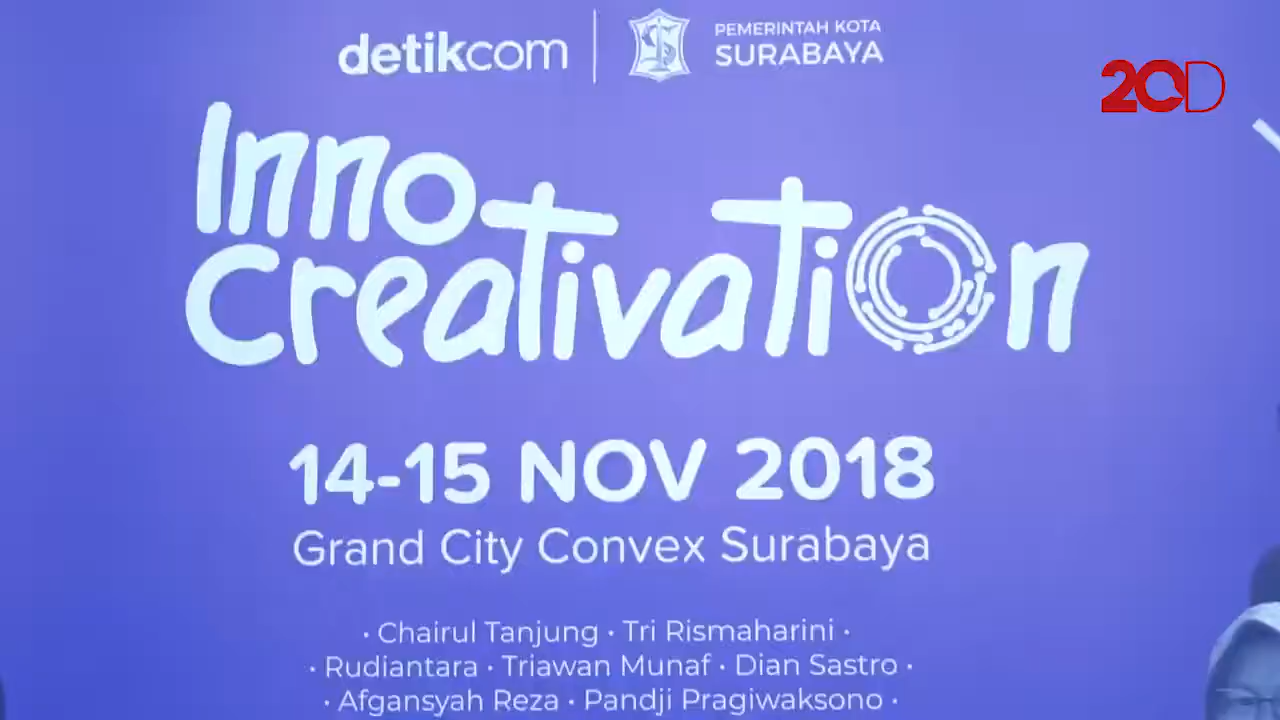 detikcom
PEMERINTAH KOTA
SURABAYA
20D
Inno
creativation
14-15 NOV 2018
Grand City Convex Surabaya
· Chairul Tanjung · Tri Rismaharini ·
· Rudiantara · Triawan Munaf · Dian Sastro ·
· Afgansyah Reza · Pandji Pragiwaksono ·